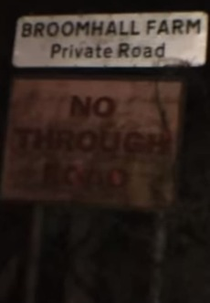 BROOMHALL FARM
Private Road
NO
THROUGH
ROAD